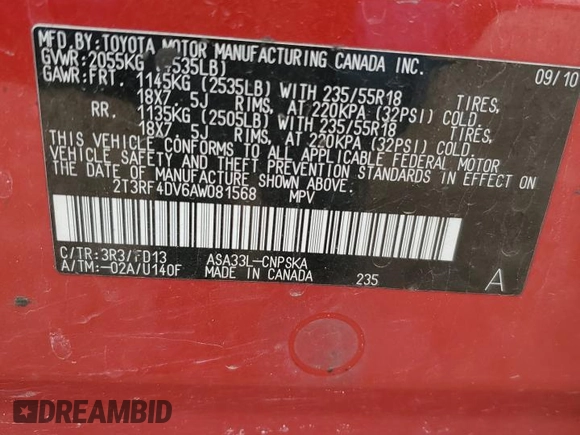 MFD.BY:TOYOTA MOTOR MANUFACTURING CANADA INC.
GVWR:2055KG 535LB) 09/10
GAWR:FRT. 1145KG (2535LB) WITH 235/55R18 TIRES,
18X7. 5J RIMS, AT 220KPA (32PSI) COLD.
RR. 1135KG (2505LB) WITH 235/55R18 TIRES,
18X7. 5J RIMS, AT 220KPA (32PSI) COLD.
THIS VEHICLE CONFORMS TO ALL APPLICABLE FEDERAL MOTOR
VEHICLE SAFETY AND THEFT PREVENTION STANDARDS IN EFFECT ON
THE DATE OF MANUFACTURE SHOWN ABOVE.
2T3RF4DV6AW081568 MPV
C/TR:3R3/FD13 ASA33L-CNPSKA
A/TM:-02A/U140F MADE IN CANADA 235 A
DREAMBID